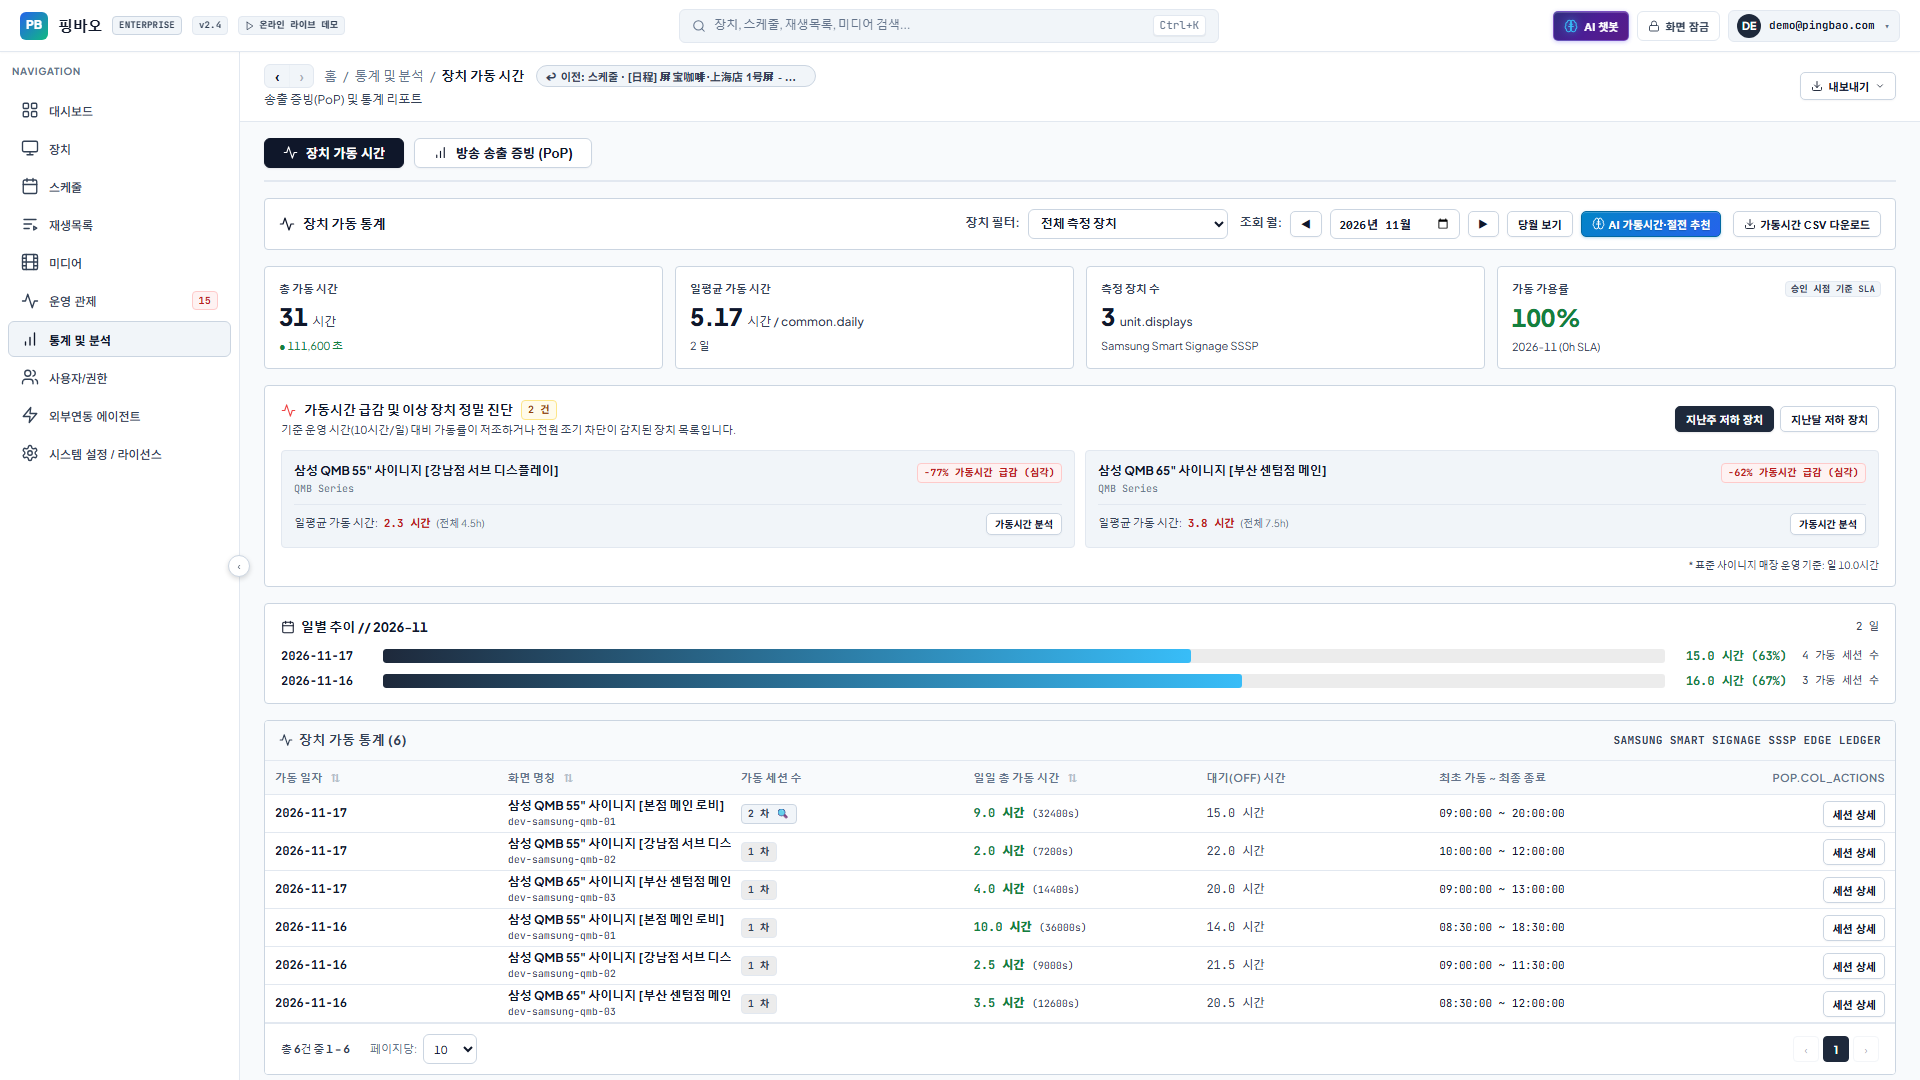 PB 핑바오 ENTERPRISE v2.4 온라인 라이브 데모
장치, 스케줄, 재생목록, 미디어 검색... Ctrl+K
AI 챗봇 화면 잠금 DE demo@pingbao.com
NAVIGATION
대시보드
장치
스케줄
재생목록
미디어
운영 관제 15
통계 및 분석
사용자/권한
외부연동 에이전트
시스템 설정 / 라이선스
‹ › 홈 / 통계 및 분석 / 장치 가동 시간 이전: 스케줄 · [日程] 屏宝咖啡·上海店 1号屏 - ...
송출 증빙(PoP) 및 통계 리포트
내보내기
장치 가동 시간 방송 송출 증빙 (PoP)
장치 가동 통계
장치 필터: 전체 측정 장치 조회 월: ◀ 2026년 11월 ▶ 당월 보기 AI 가동시간·절전 추천 가동시간 CSV 다운로드
총 가동 시간
31 시간
● 111,600 초
일평균 가동 시간
5.17 시간 / common.daily
2 일
측정 장치 수
3 unit.displays
Samsung Smart Signage SSSP
가동 가용률 승인 시점 기준 SLA
100%
2026-11 (0h SLA)
가동시간 급감 및 이상 장치 정밀 진단 2 건
기준 운영 시간(10시간/일) 대비 가동률이 저조하거나 전원 조기 차단이 감지된 장치 목록입니다.
지난주 저하 장치 지난달 저하 장치
삼성 QMB 55" 사이니지 [강남점 서브 디스플레이] -77% 가동시간 급감 (심각)
QMB Series
일평균 가동 시간: 2.3 시간 (전체 4.5h) 가동시간 분석
삼성 QMB 65" 사이니지 [부산 센텀점 메인] -62% 가동시간 급감 (심각)
QMB Series
일평균 가동 시간: 3.8 시간 (전체 7.5h) 가동시간 분석
* 표준 사이니지 매장 운영 기준: 일 10.0시간
일별 추이 // 2026-11 2 일
2026-11-17 15.0 시간 (63%) 4 가동 세션 수
2026-11-16 16.0 시간 (67%) 3 가동 세션 수
장치 가동 통계 (6) SAMSUNG SMART SIGNAGE SSSP EDGE LEDGER
가동 일자 ⇅ 화면 명칭 ⇅ 가동 세션 수 일일 총 가동 시간 ⇅ 대기(OFF) 시간 최초 가동 ~ 최종 종료 POP.COL_ACTIONS
2026-11-17 삼성 QMB 55" 사이니지 [본점 메인 로비] 2 차 9.0 시간 (32400s) 15.0 시간 09:00:00 ~ 20:00:00 세션 상세
dev-samsung-qmb-01
2026-11-17 삼성 QMB 55" 사이니지 [강남점 서브 디스 1 차 2.0 시간 (7200s) 22.0 시간 10:00:00 ~ 12:00:00 세션 상세
dev-samsung-qmb-02
2026-11-17 삼성 QMB 65" 사이니지 [부산 센텀점 메인 1 차 4.0 시간 (14400s) 20.0 시간 09:00:00 ~ 13:00:00 세션 상세
dev-samsung-qmb-03
2026-11-16 삼성 QMB 55" 사이니지 [본점 메인 로비] 1 차 10.0 시간 (36000s) 14.0 시간 08:30:00 ~ 18:30:00 세션 상세
dev-samsung-qmb-01
2026-11-16 삼성 QMB 55" 사이니지 [강남점 서브 디스 1 차 2.5 시간 (9000s) 21.5 시간 09:00:00 ~ 11:30:00 세션 상세
dev-samsung-qmb-02
2026-11-16 삼성 QMB 65" 사이니지 [부산 센텀점 메인 1 차 3.5 시간 (12600s) 20.5 시간 08:30:00 ~ 12:00:00 세션 상세
dev-samsung-qmb-03
총 6건 중 1 - 6 페이지당: 10 ‹ 1 ›